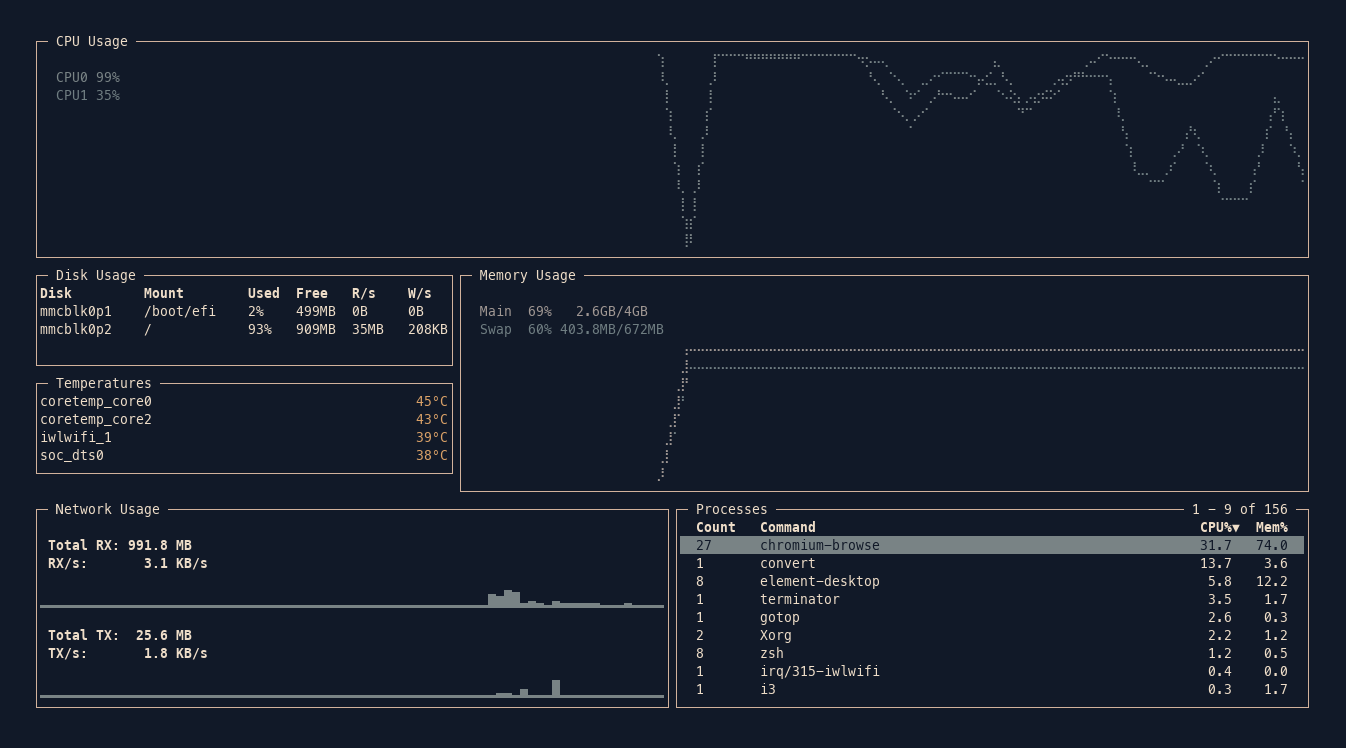 CPU Usage
CPU0 99%
CPU1 35%
Disk Usage
Disk Mount Used Free R/s W/s
mmcblk0p1 /boot/efi 2% 499MB 0B 0B
mmcblk0p2 / 93% 909MB 35MB 208KB
Memory Usage
Main 69% 2.6GB/4GB
Swap 60% 403.8MB/672MB
Temperatures
coretemp_core0 45°C
coretemp_core2 43°C
iwlwifi_1 39°C
soc_dts0 38°C
Network Usage
Total RX: 991.8 MB
RX/s: 3.1 KB/s
Total TX: 25.6 MB
TX/s: 1.8 KB/s
Processes 1 - 9 of 156
Count Command CPU%▼ Mem%
27 chromium-browse 31.7 74.0
1 convert 13.7 3.6
8 element-desktop 5.8 12.2
1 terminator 3.5 1.7
1 gotop 2.6 0.3
2 Xorg 2.2 1.2
8 zsh 1.2 0.5
1 irq/315-iwlwifi 0.4 0.0
1 i3 0.3 1.7